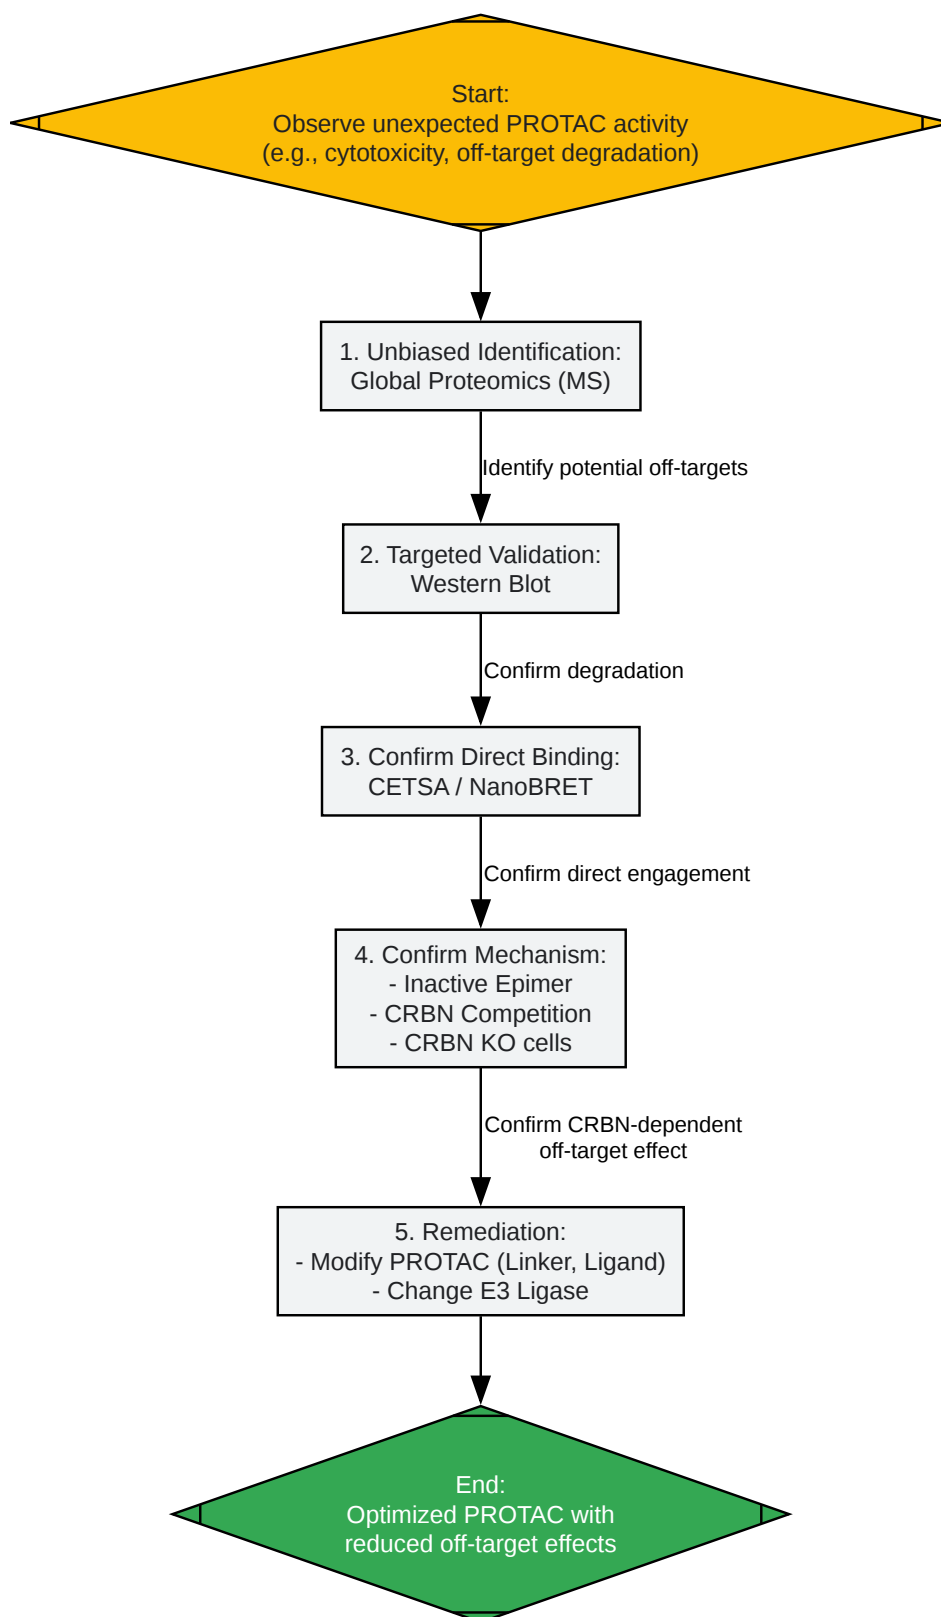 Start:
Observe unexpected PROTAC activity
(e.g., cytotoxicity, off-target degradation)
1. Unbiased Identification:
Global Proteomics (MS)
Identify potential off-targets
2. Targeted Validation:
Western Blot
Confirm degradation
3. Confirm Direct Binding:
CETSA / NanoBRET
Confirm direct engagement
4. Confirm Mechanism:
- Inactive Epimer
- CRBN Competition
- CRBN KO cells
Confirm CRBN-dependent
off-target effect
5. Remediation:
- Modify PROTAC (Linker, Ligand)
- Change E3 Ligase
End:
Optimized PROTAC with
reduced off-target effects